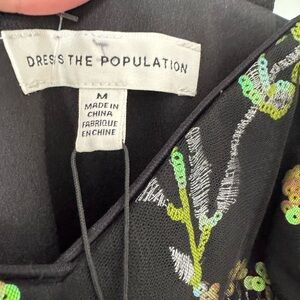 DRESS THE POPULATION
M
MADE IN
CHINA
FABRIQUÉ
EN CHINE